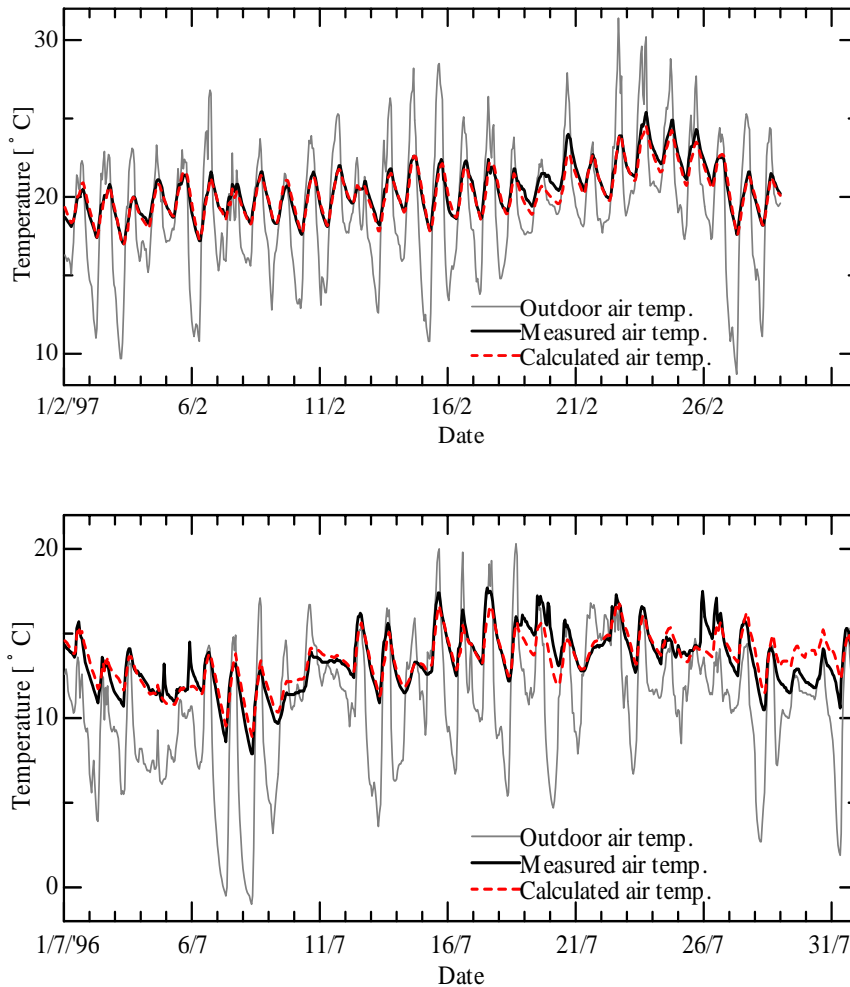 Temperature [ ° C]
30
20
10
Outdoor air temp.
Measured air temp.
Calculated air temp.
1/2/'97 6/2 11/2 16/2 21/2 26/2
Date
Temperature [ ° C]
20
10
0
Outdoor air temp.
Measured air temp.
Calculated air temp.
1/7/'96 6/7 11/7 16/7 21/7 26/7 31/7
Date